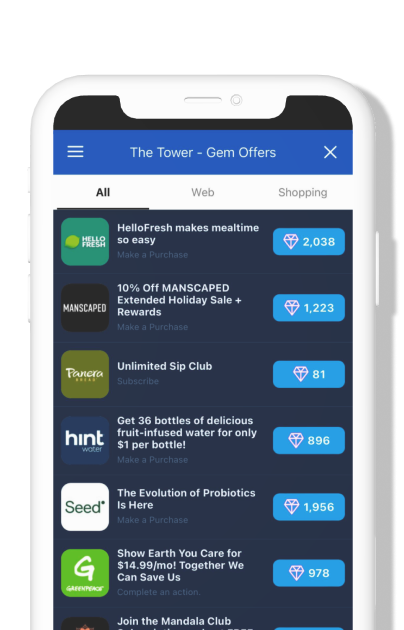 The Tower - Gem Offers
All Web Shopping
HELLO
FRESH
HelloFresh makes mealtime
so easy
Make a Purchase
2,038
MANSCAPED
10% Off MANSCAPED
Extended Holiday Sale +
Rewards
Make a Purchase
1,223
Panera
BREAD
Unlimited Sip Club
Subscribe
81
hint
water
Get 36 bottles of delicious
fruit-infused water for only
$1 per bottle!
Make a Purchase
896
Seed
The Evolution of Probiotics
Is Here
Make a Purchase
1,956
G
GREENPEACE
Show Earth You Care for
$14.99/mo! Together We
Can Save Us
Complete an action.
978
Join the Mandala Club